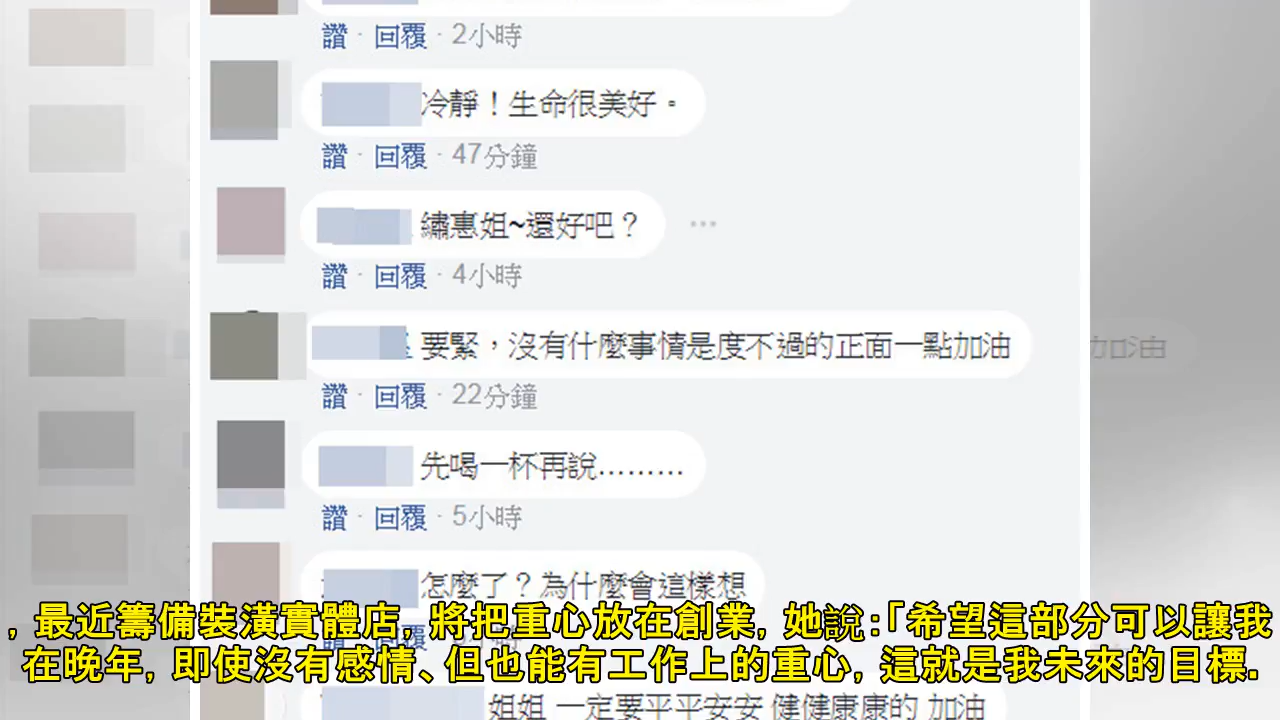 讚 · 回覆 · 2小時
冷靜！生命很美好。
讚 · 回覆 · 47分鐘
繡惠姐~還好吧？
讚 · 回覆 · 4小時
要緊，沒有什麼事情是度不過的正面一點加油
加油
讚 · 回覆 · 22分鐘
先喝一杯再說………
讚 · 回覆 · 5小時
怎麼了？為什麼會這樣想
, 最近籌備裝潢實體店, 將把重心放在創業, 她說:「希望這部分可以讓我
在晚年, 即使沒有感情、但也能有工作上的重心, 這就是我未來的目標.
姐姐 一定要平平安安 健健康康的 加油